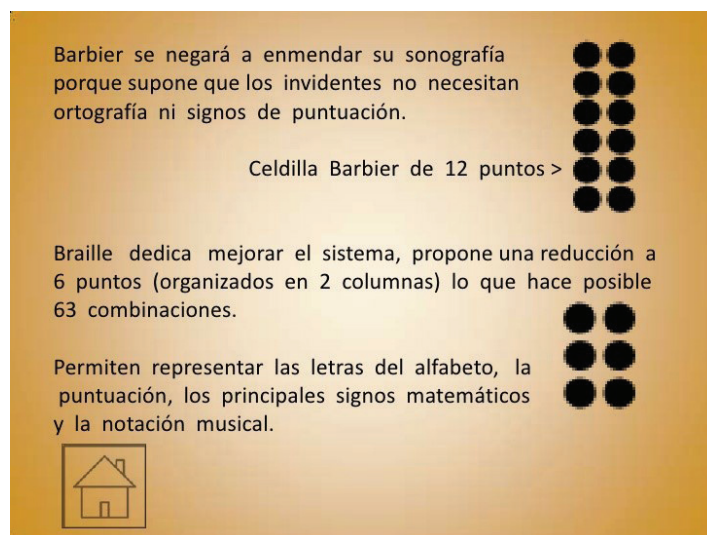 Barbier se negará a enmendar su sonografía
porque supone que los invidentes no necesitan
ortografía ni signos de puntuación.
Celdilla Barbier de 12 puntos >
Braille dedica mejorar el sistema, propone una reducción a
6 puntos (organizados en 2 columnas) lo que hace posible
63 combinaciones.
Permiten representar las letras del alfabeto, la
puntuación, los principales signos matemáticos
y la notación musical.